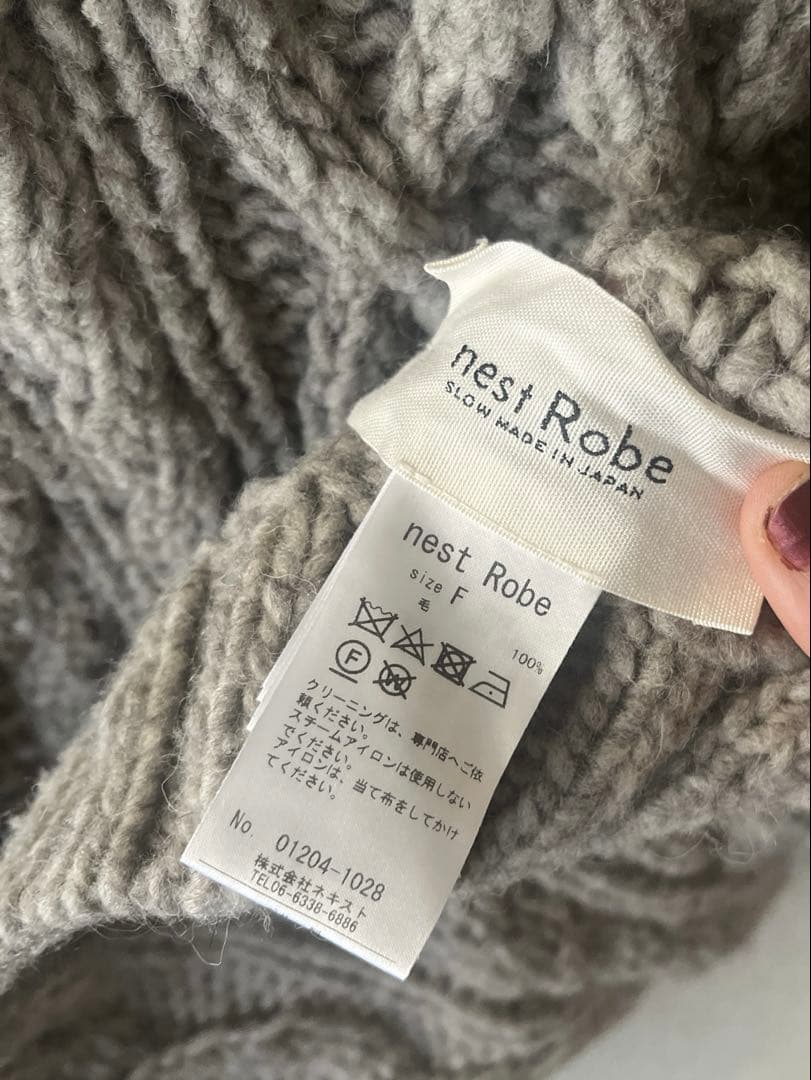 nest Robe
SLOW MADE IN JAPAN
nest Robe
size F
毛 100%
F W
クリーニングは、専門店へご依
頼ください。
スチームアイロンは使用しない
でください。
アイロンは、当て布をしてかけ
てください。
No. 01204-1028
株式会社ネキスト
TEL06-6338-6886